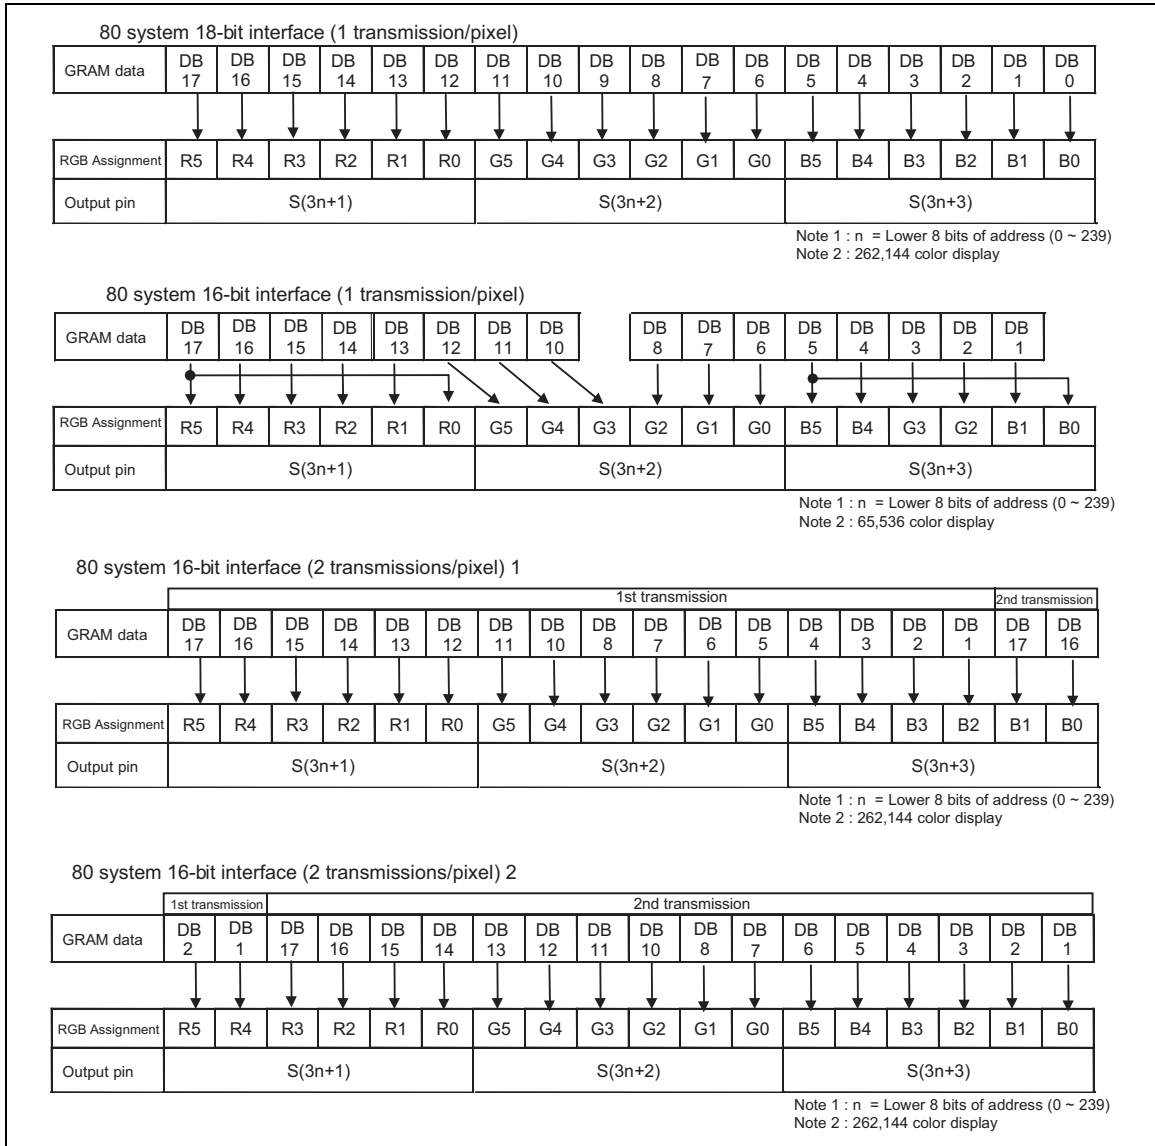 80 system 18-bit interface (1 transmission/pixel)
GRAM data DB 17 DB 16 DB 15 DB 14 DB 13 DB 12 DB 11 DB 10 DB 9 DB 8 DB 7 DB 6 DB 5 DB 4 DB 3 DB 2 DB 1 DB 0
RGB Assignment R5 R4 R3 R2 R1 R0 G5 G4 G3 G2 G1 G0 B5 B4 B3 B2 B1 B0
Output pin S(3n+1) S(3n+2) S(3n+3)
Note 1 : n = Lower 8 bits of address (0 ~ 239)
Note 2 : 262,144 color display
80 system 16-bit interface (1 transmission/pixel)
GRAM data DB 17 DB 16 DB 15 DB 14 DB 13 DB 12 DB 11 DB 10 DB 8 DB 7 DB 6 DB 5 DB 4 DB 3 DB 2 DB 1
RGB Assignment R5 R4 R3 R2 R1 R0 G5 G4 G3 G2 G1 G0 B5 B4 G3 G2 B1 B0
Output pin S(3n+1) S(3n+2) S(3n+3)
Note 1 : n = Lower 8 bits of address (0 ~ 239)
Note 2 : 65,536 color display
80 system 16-bit interface (2 transmissions/pixel) 1
1st transmission 2nd transmission
GRAM data DB 17 DB 16 DB 15 DB 14 DB 13 DB 12 DB 11 DB 10 DB 8 DB 7 DB 6 DB 5 DB 4 DB 3 DB 2 DB 1 DB 17 DB 16
RGB Assignment R5 R4 R3 R2 R1 R0 G5 G4 G3 G2 G1 G0 B5 B4 B3 B2 B1 B0
Output pin S(3n+1) S(3n+2) S(3n+3)
Note 1 : n = Lower 8 bits of address (0 ~ 239)
Note 2 : 262,144 color display
80 system 16-bit interface (2 transmissions/pixel) 2
1st transmission 2nd transmission
GRAM data DB 2 DB 1 DB 17 DB 16 DB 15 DB 14 DB 13 DB 12 DB 11 DB 10 DB 8 DB 7 DB 6 DB 5 DB 4 DB 3 DB 2 DB 1
RGB Assignment R5 R4 R3 R2 R1 R0 G5 G4 G3 G2 G1 G0 B5 B4 B3 B2 B1 B0
Output pin S(3n+1) S(3n+2) S(3n+3)
Note 1 : n = Lower 8 bits of address (0 ~ 239)
Note 2 : 262,144 color display